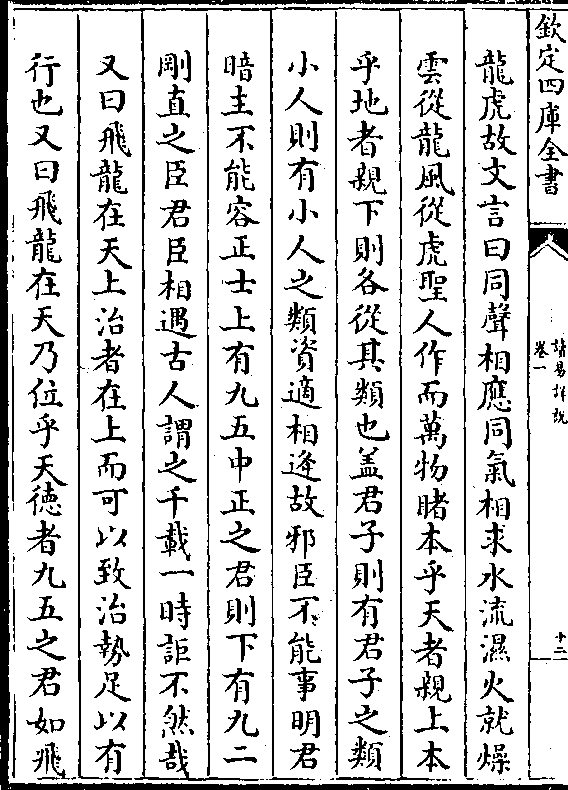 欽定四庫全書
卷一
讀易詳說
十二
龍虎故文言曰同聲相應同氣相求水流濕火就燥
雲從龍風從虎聖人作而萬物睹本乎天者親上本
乎地者親下則各從其類也盖君子則有君子之類
小人則有小人之類資適相逢故邪臣不能事明君
暗主不能容正士上有九五中正之君則下有九二
剛直之臣君臣相遇古人謂之千載一時詎不然哉
又曰飛龍在天上治者在上而可以致治勢足以有
行也又曰飛龍在天乃位乎天德者九五之君如飛